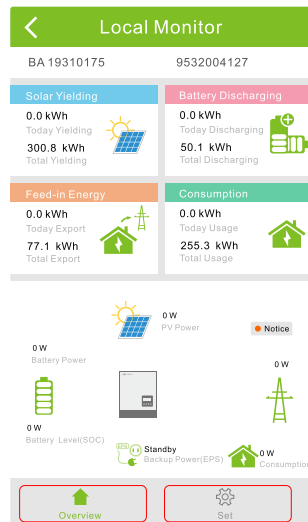 Local Monitor
BA 19310175 9532004127
Solar Yielding
0.0 kWh
Today Yielding
300.8 kWh
Total Yielding
Battery Discharging
0.0 kWh
Today Discharging
50.1 kWh
Total Discharging
Feed-in Energy
0.0 kWh
Today Export
77.1 kWh
Total Export
Consumption
0.0 kWh
Today Usage
255.3 kWh
Total Usage
0 W
PV Power
Notice
0 W
Battery Power
0 W
0 W
Battery Level(SOC)
EPS
Standby
Backup Power(EPS)
0 W
Consumption
Overview
Set